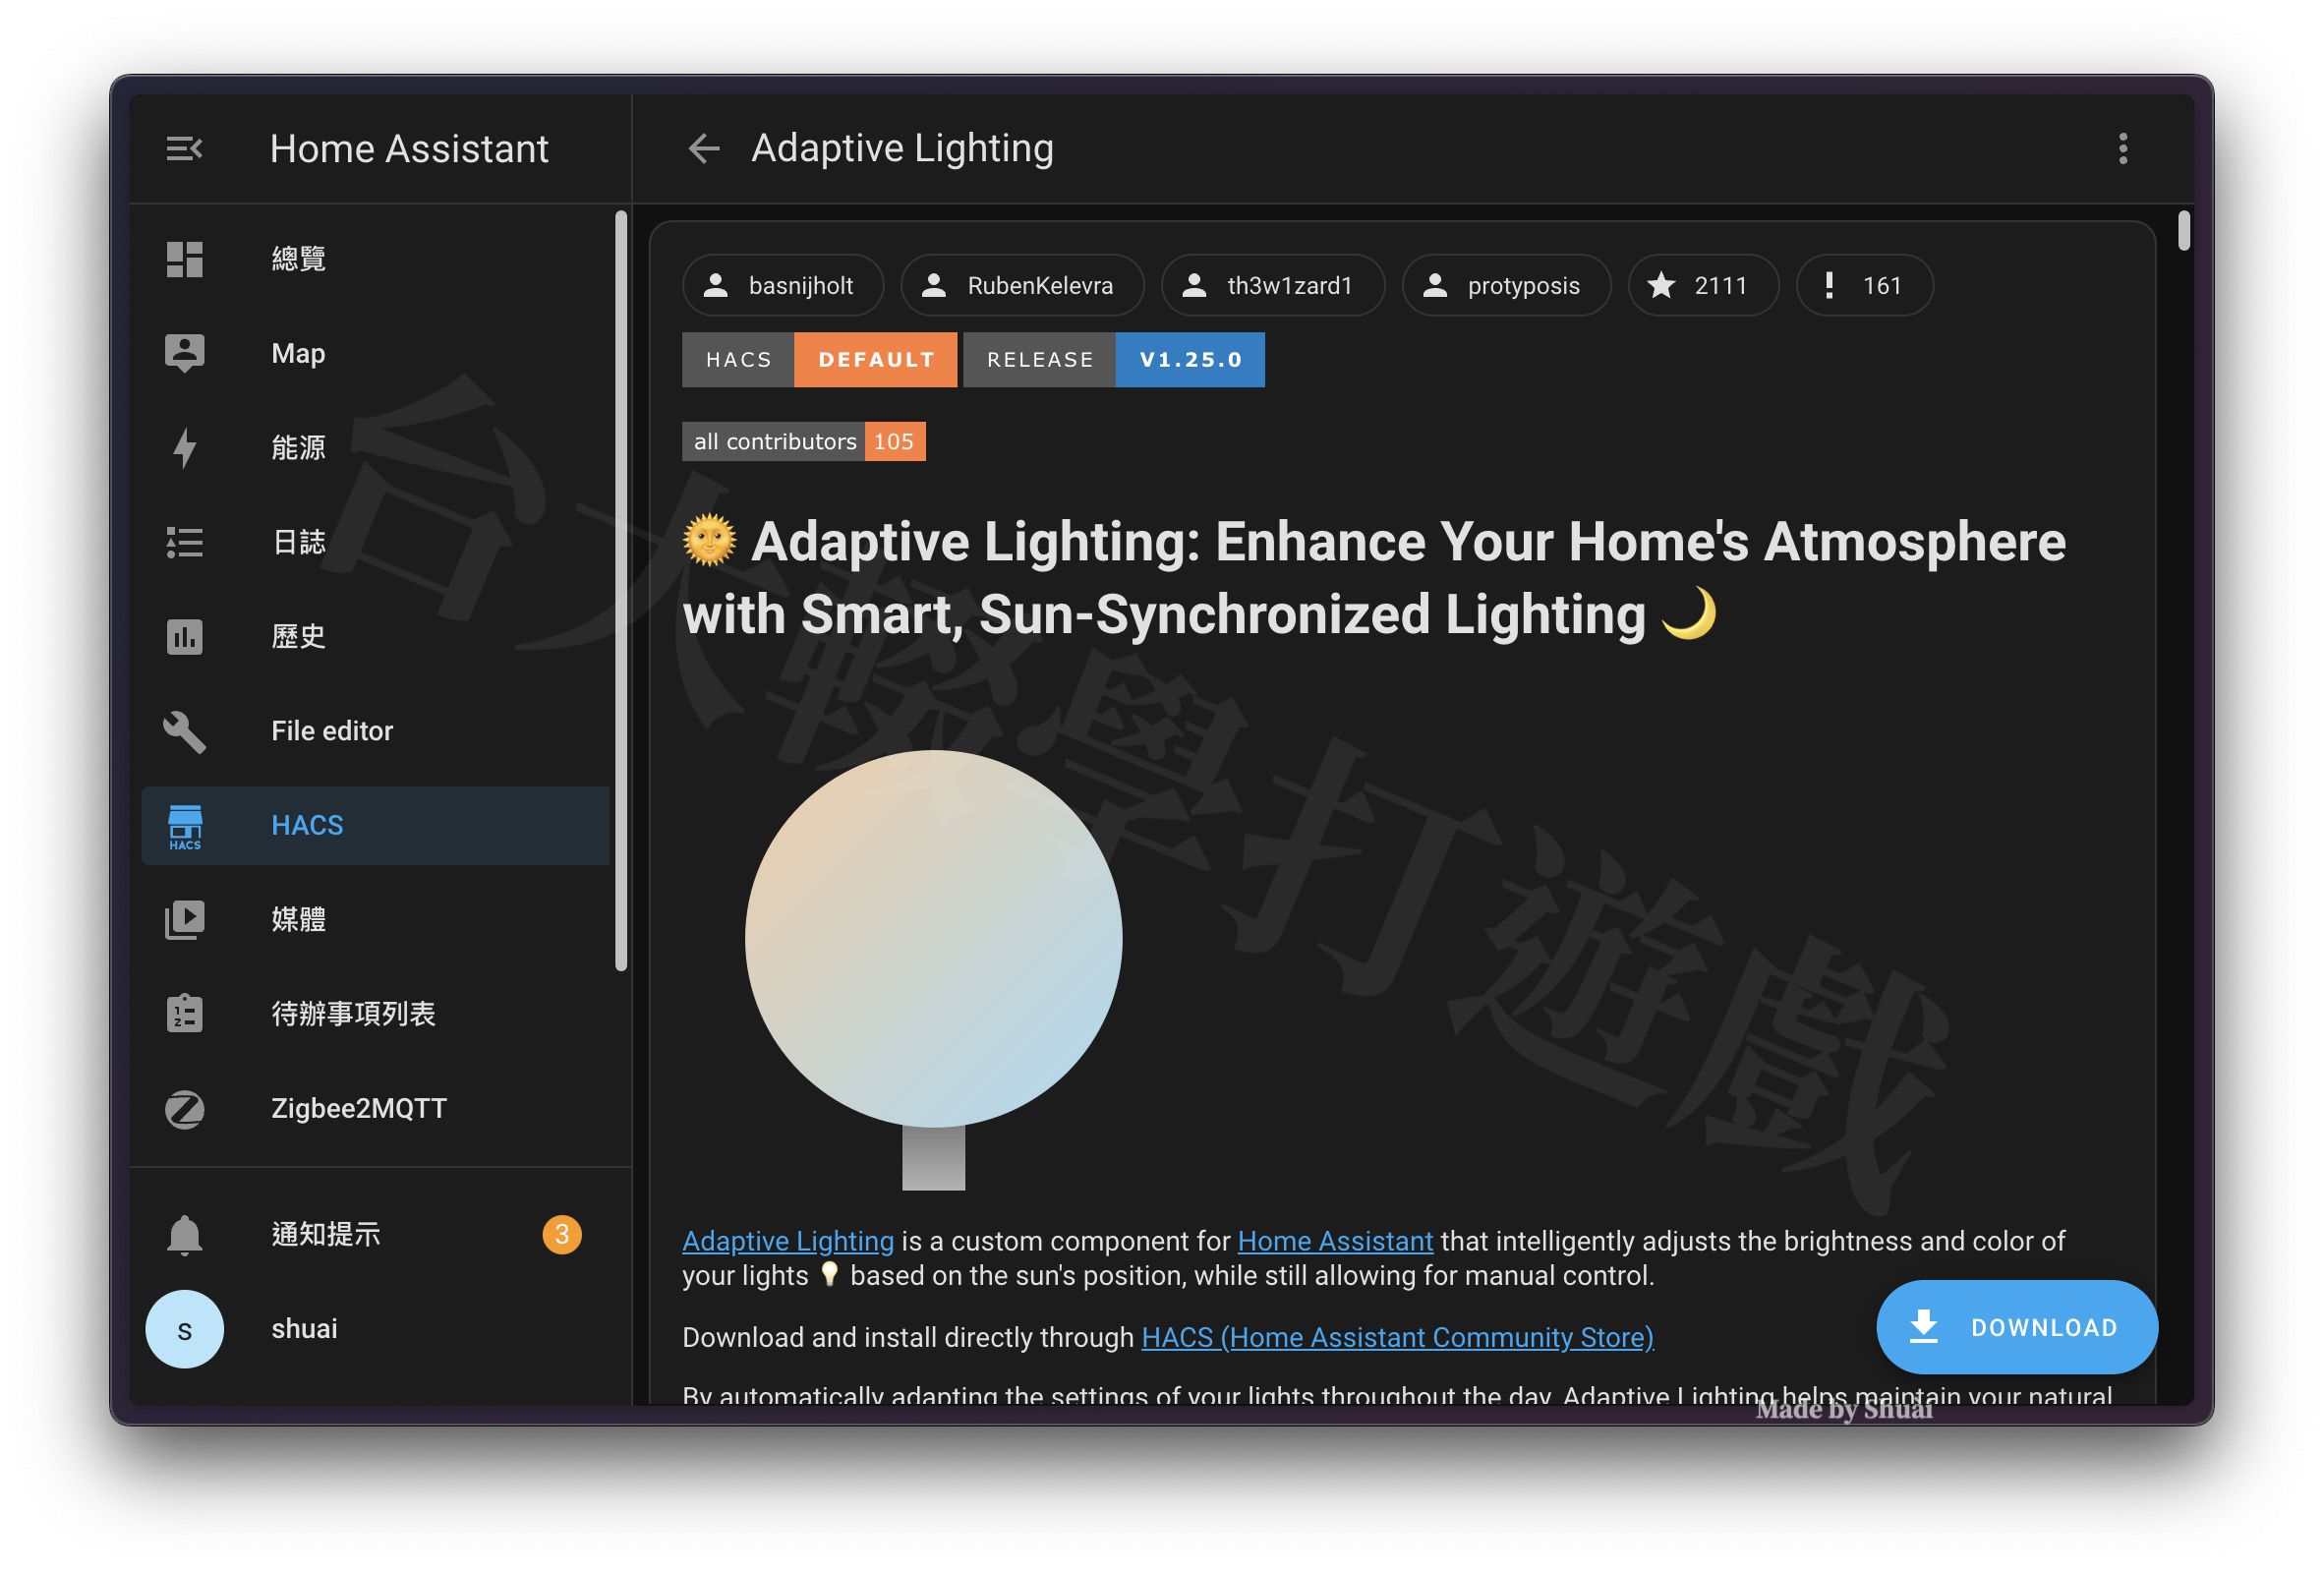 Home Assistant
總覽
Map
能源
日誌
歷史
File editor
HACS
HACS
媒體
待辦事項列表
Zigbee2MQTT
通知提示 3
s shuai
Adaptive Lighting
basnijholt RubenKelevra th3w1zard1 protyposis 2111 161
HACS DEFAULT RELEASE V1.25.0
all contributors 105
🌞 Adaptive Lighting: Enhance Your Home's Atmosphere
with Smart, Sun-Synchronized Lighting 🌙
Adaptive Lighting is a custom component for Home Assistant that intelligently adjusts the brightness and color of
your lights 💡 based on the sun's position, while still allowing for manual control.
Download and install directly through HACS (Home Assistant Community Store)
DOWNLOAD
By automatically adapting the settings of your lights throughout the day, Adaptive Lighting helps maintain your natural
Made by Shuai
台大輟學打遊戲